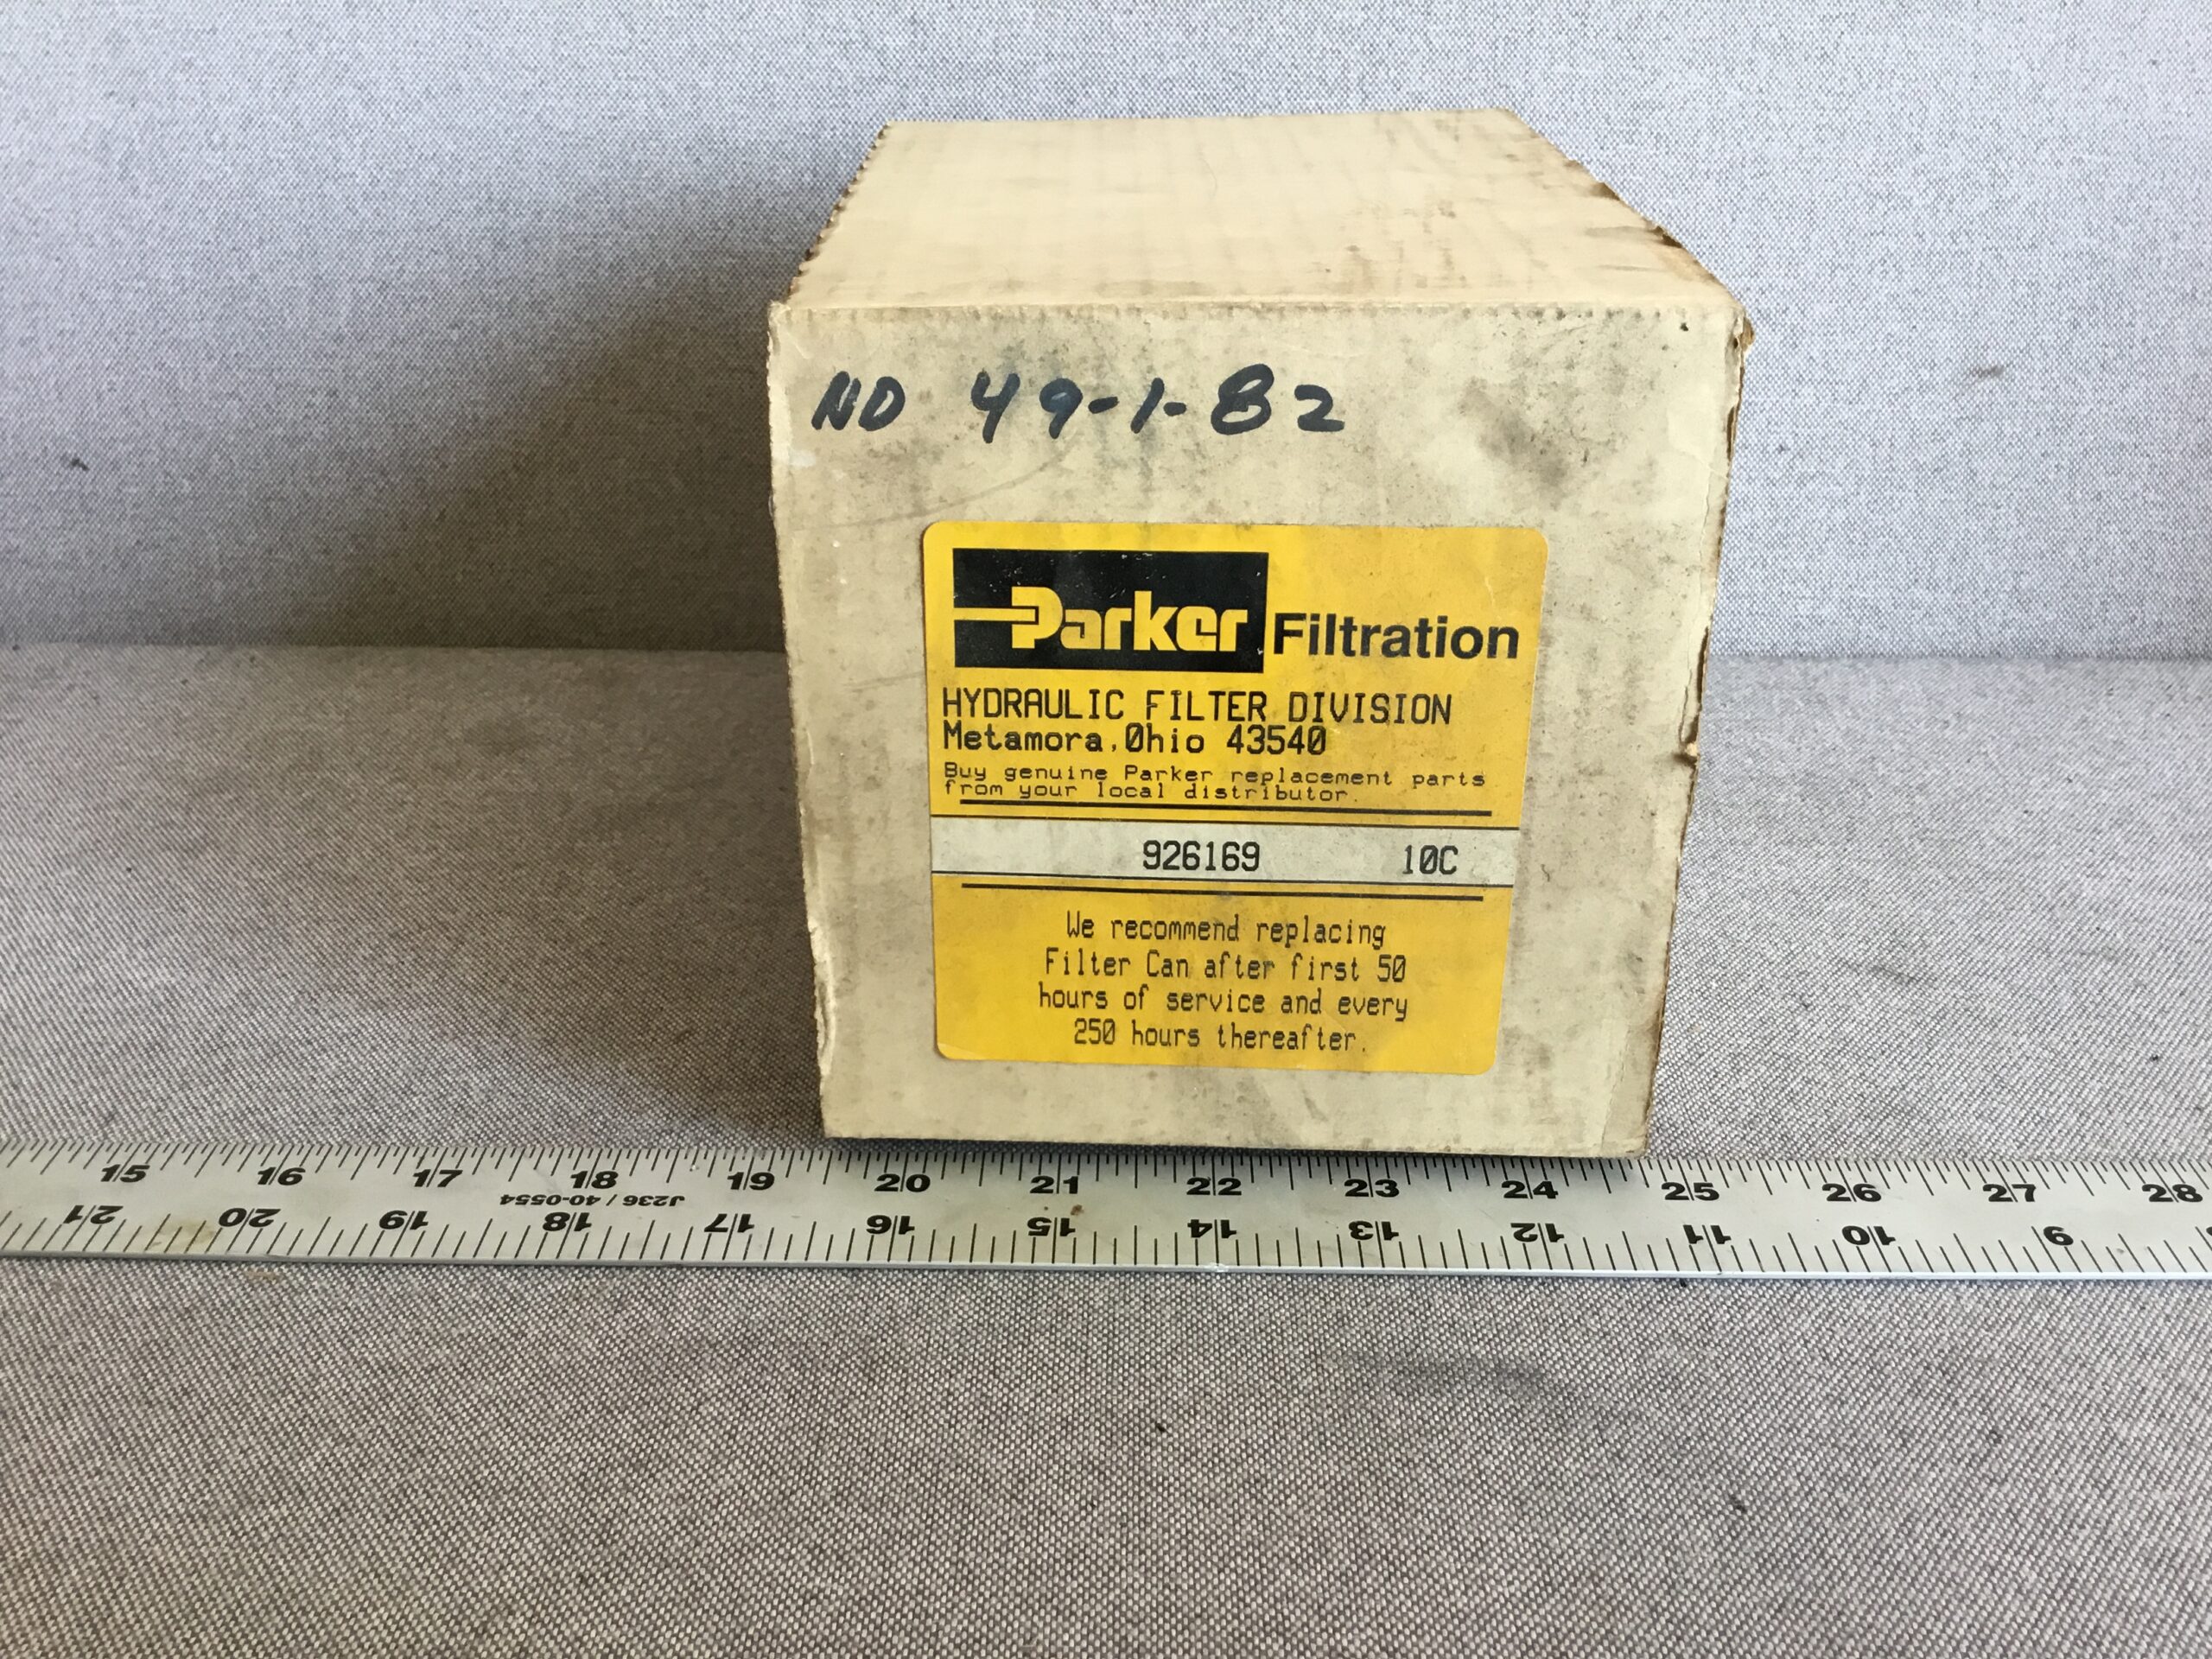 ND 49-1-82
Parker Filtration
HYDRAULIC FILTER DIVISION
Metamora,Ohio 43540
Buy genuine Parker replacement parts
from your local distributor.
926169 10C
We recommend replacing
Filter Can after first 50
hours of service and every
250 hours thereafter.
15 16 17 18 19 20 21 22 23 24 25 26 27 28
J236 / 40-0554
21 20 19 18 17 16 15 14 13 12 11 10 9